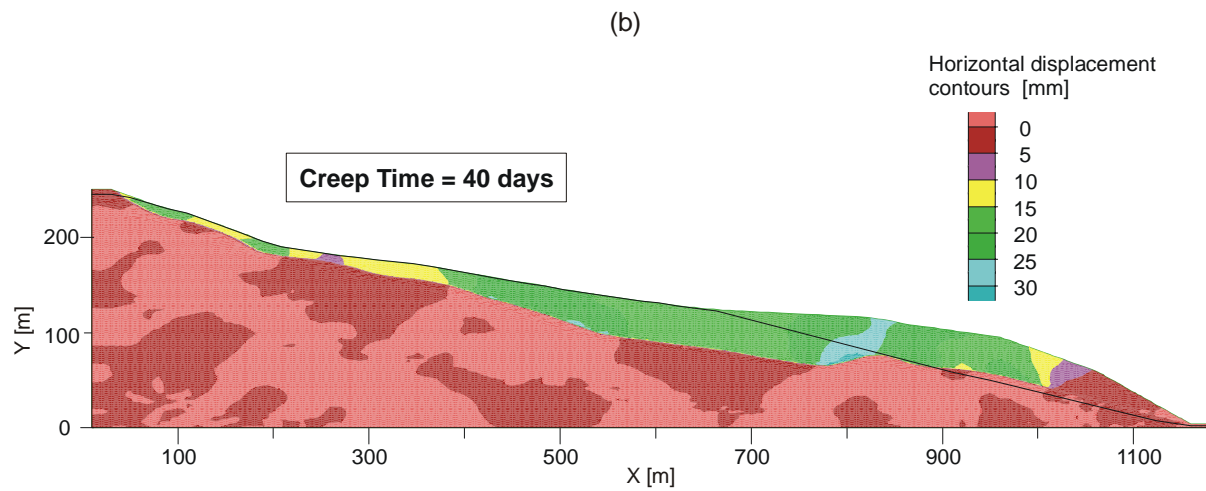 (b)
Horizontal displacement
contours [mm]
0
5
10
15
20
25
30
Creep Time = 40 days
200
100
0
Y [m]
100 300 500 700 900 1100
X [m]